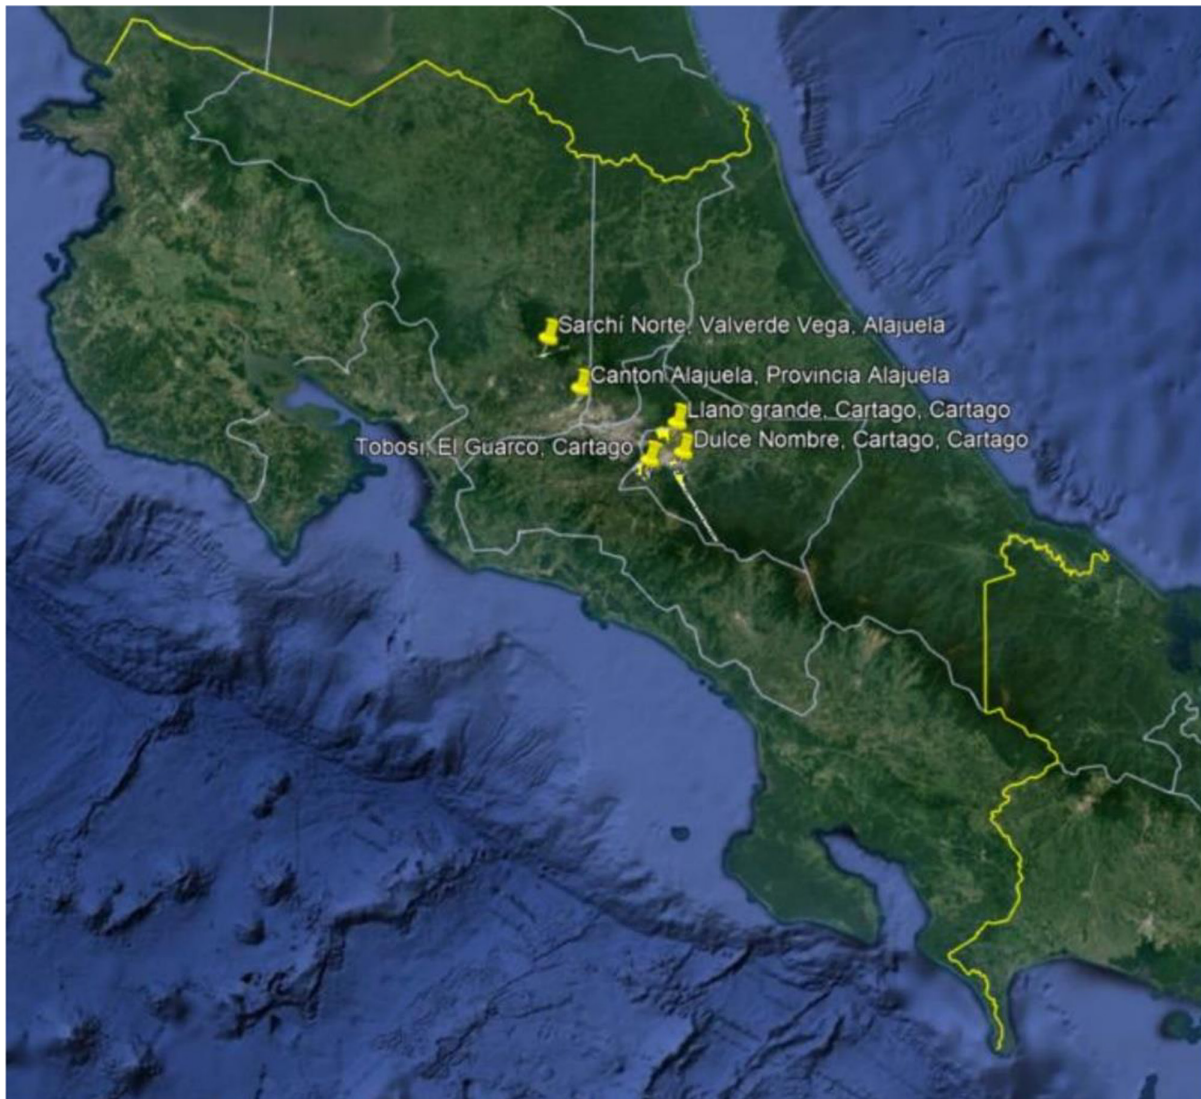 Sarchí Norte, Valverde Vega, Alajuela
Canton Alajuela, Provincia Alajuela
Llano grande, Cartago, Cartago
Dulce Nombre, Cartago, Cartago
Tobosi, El Guarco, Cartago